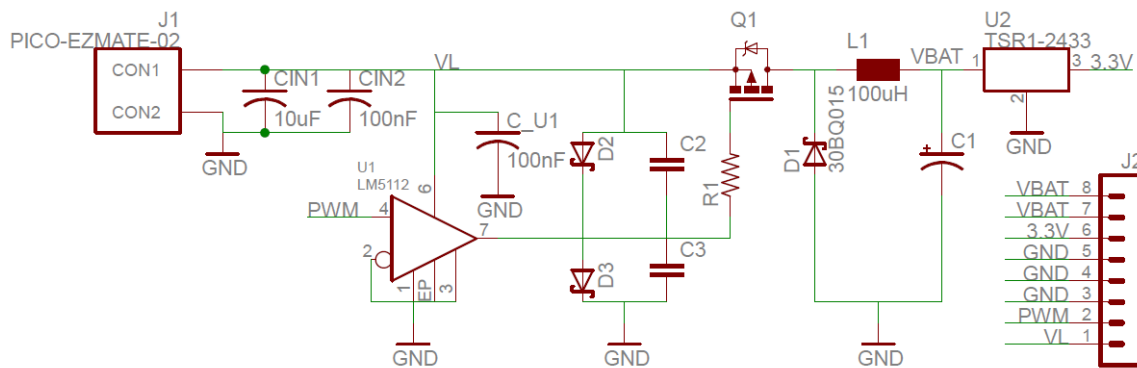 J1
PICO-EZMATE-02
CON1
CON2
GND
CIN1
10uF
CIN2
100nF
VL
C_U1
100nF
GND
U1
LM5112
PWM
4
2
6
7
1
EP
3
GND
D2
D3
C2
C3
GND
R1
Q1
D1
30BQ015
L1
100uH
VBAT
C1
+
GND
U2
TSR1-2433
1
3
3.3V
2
GND
J2
VBAT 8
VBAT 7
3.3V 6
GND 5
GND 4
GND 3
PWM 2
VL 1